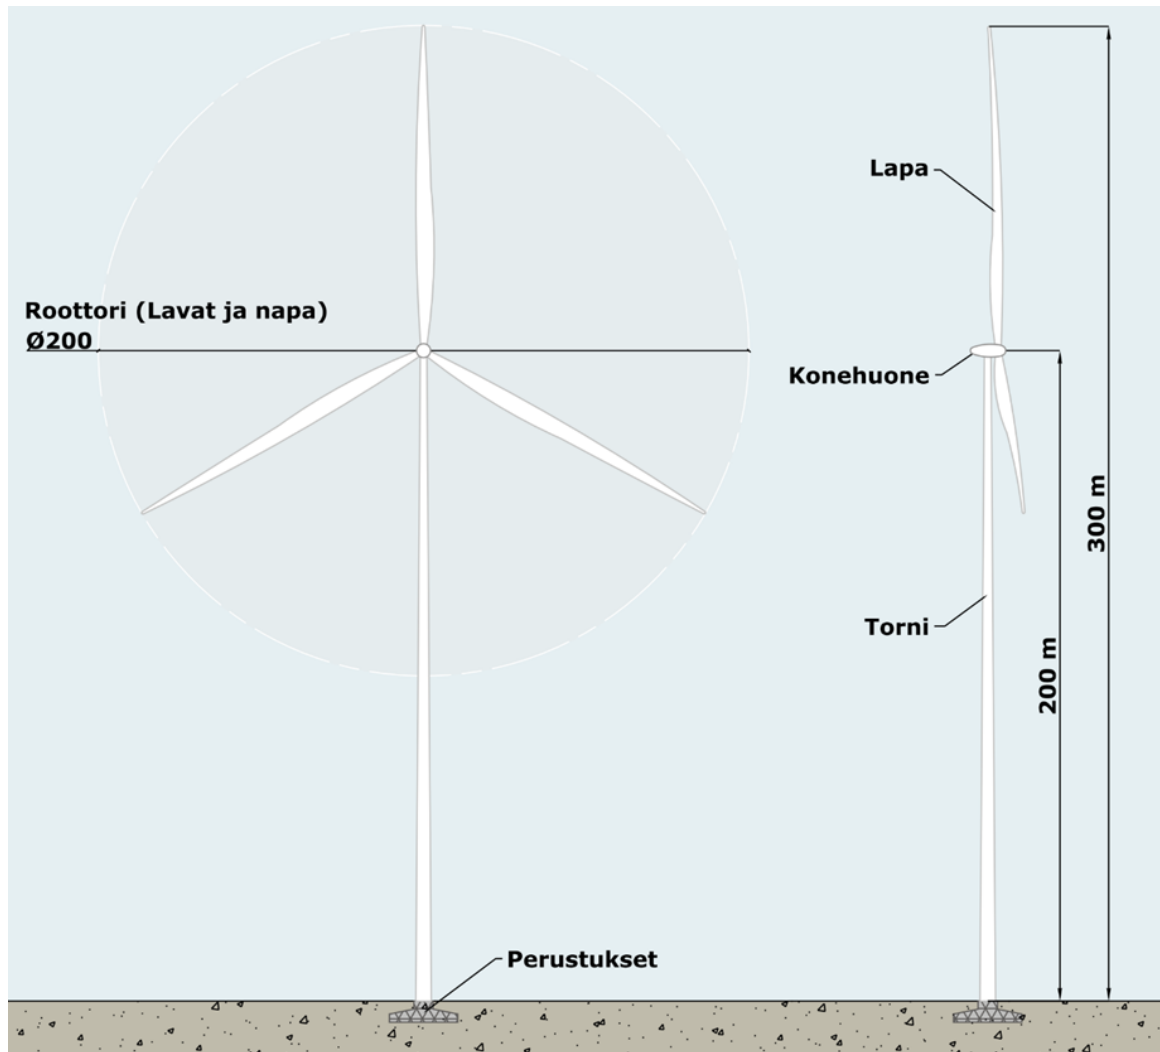 Lapa
Roottori (Lavat ja napa)
Ø200
Konehuone
300 m
Torni
200 m
Perustukset